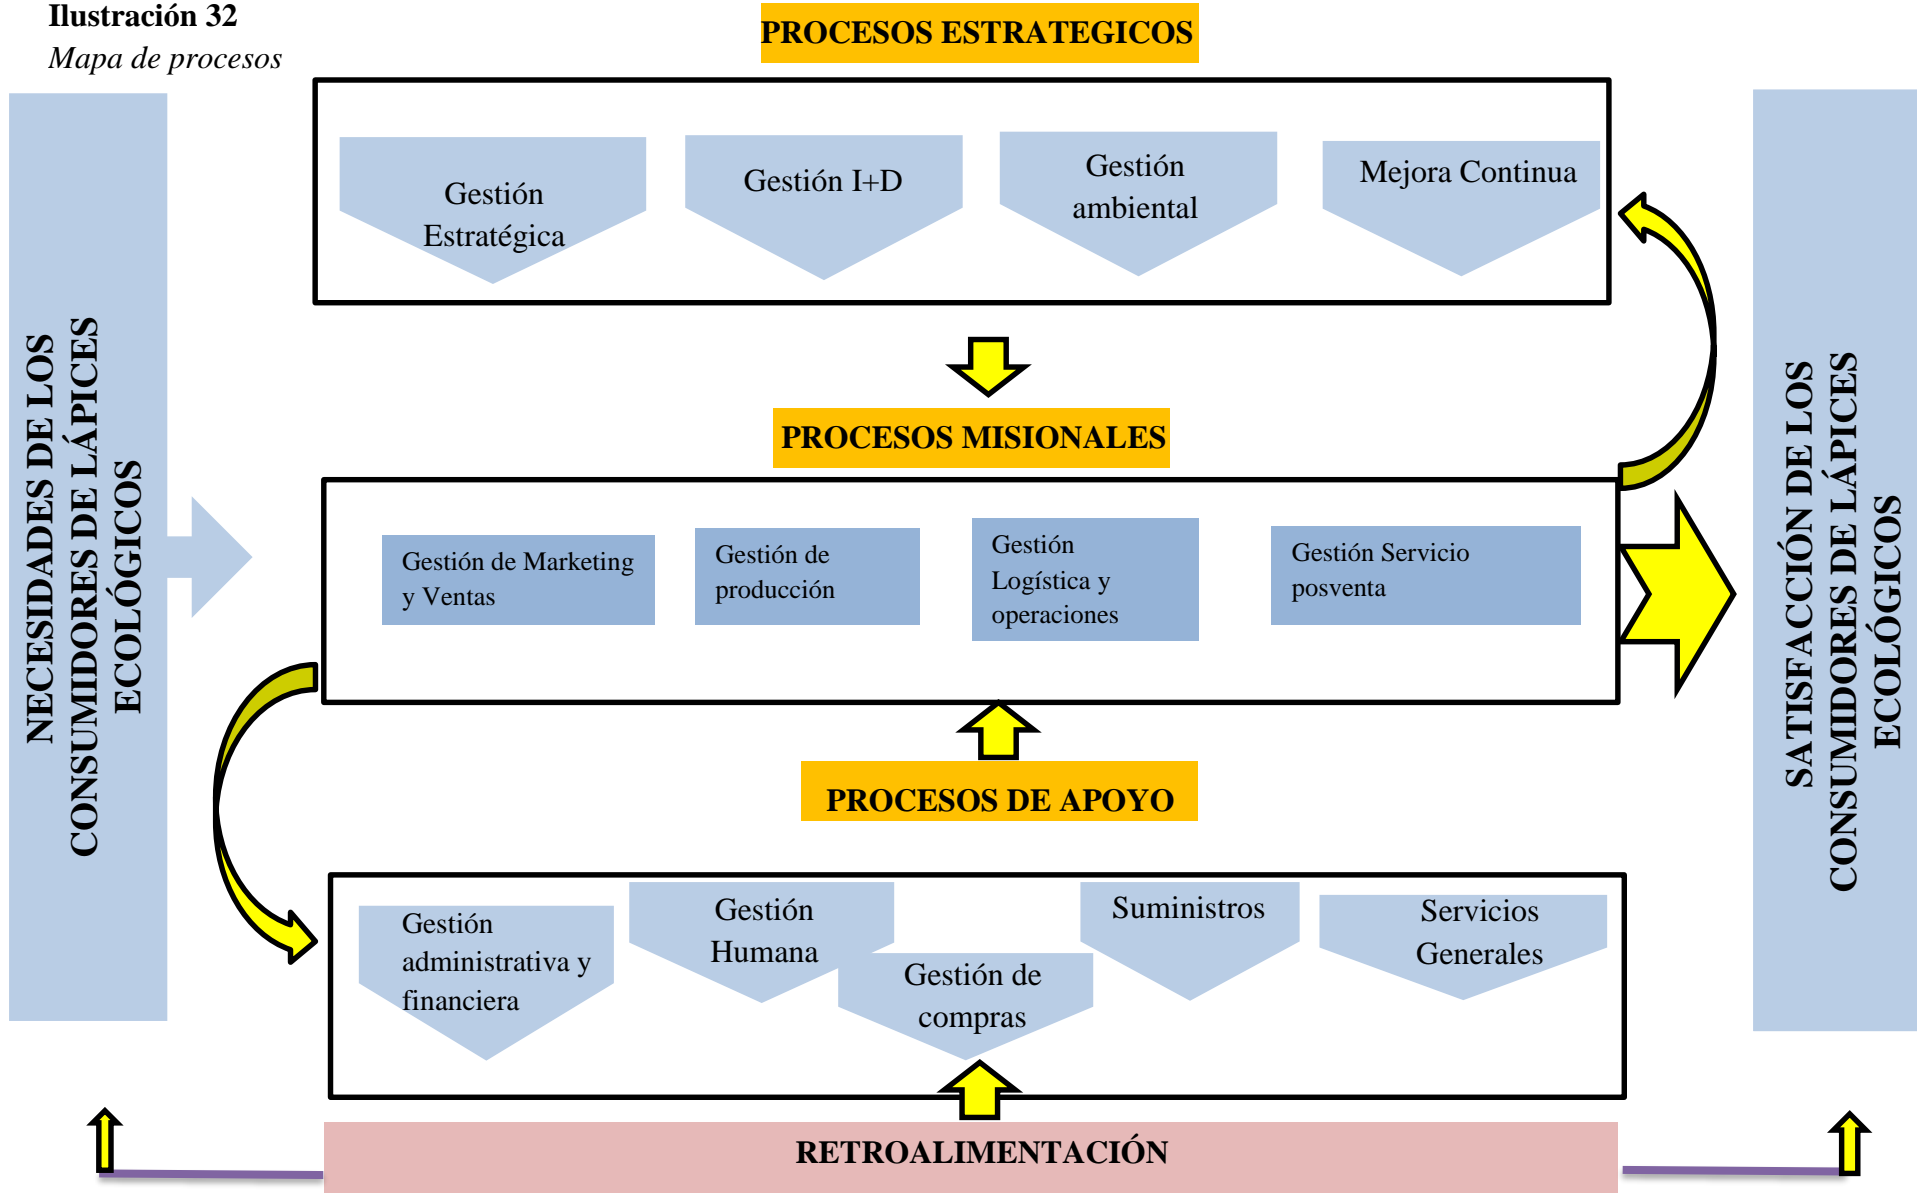 Ilustración 32
Mapa de procesos
PROCESOS ESTRATEGICOS
Gestión
Estratégica
Gestión I+D
Gestión
ambiental
Mejora Continua
NECESIDADES DE LOS
CONSUMIDORES DE LÁPICES
ECOLÓGICOS
PROCESOS MISIONALES
Gestión de Marketing
y Ventas
Gestión de
producción
Gestión
Logística y
operaciones
Gestión Servicio
posventa
SATISFACCIÓN DE LOS
CONSUMIDORES DE LÁPICES
ECOLÓGICOS
PROCESOS DE APOYO
Gestión
administrativa y
financiera
Gestión
Humana
Gestión de
compras
Suministros
Servicios
Generales
RETROALIMENTACIÓN